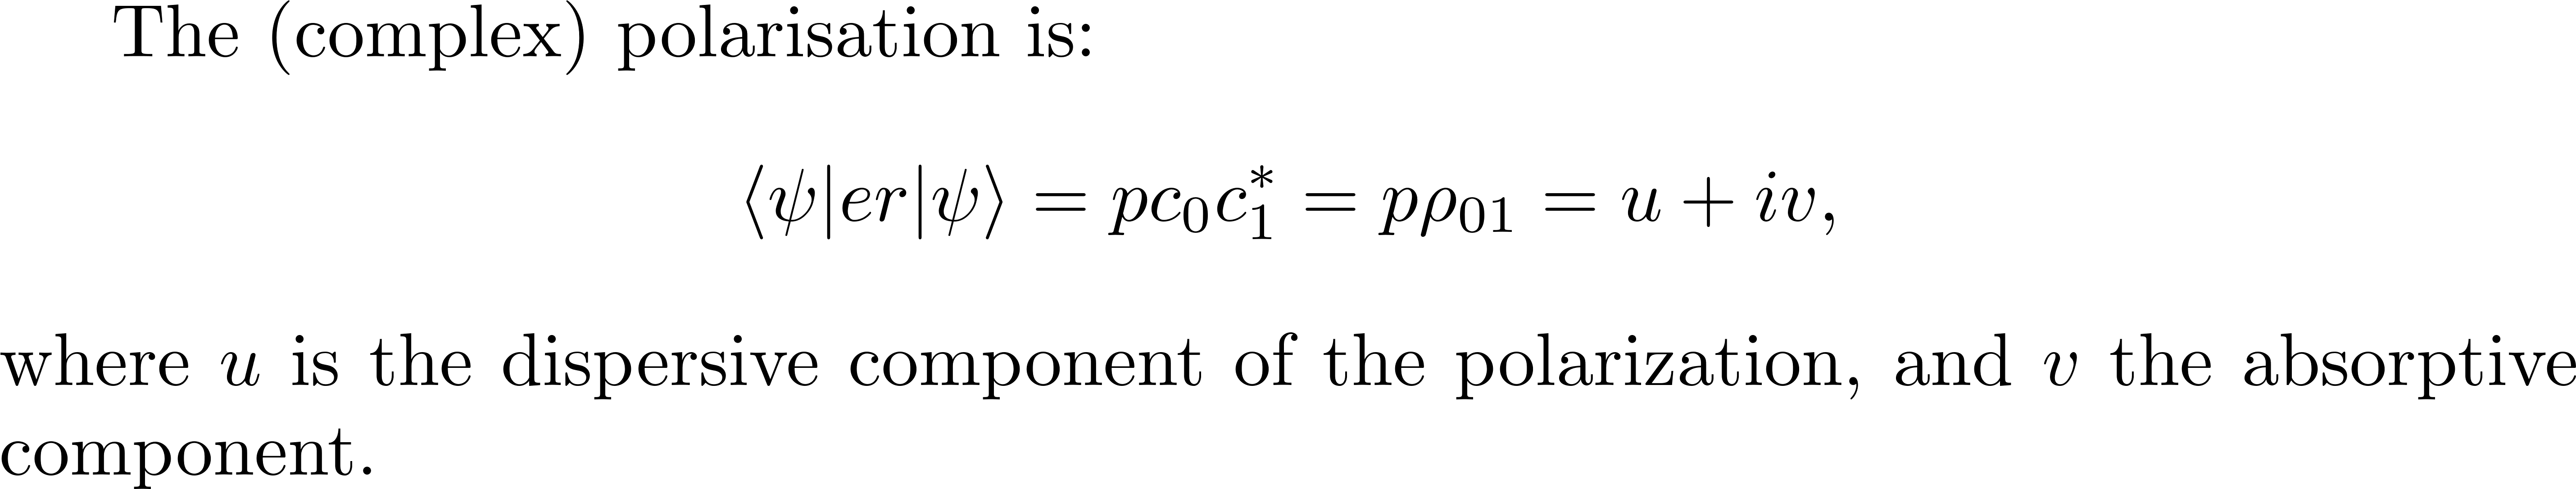 The (complex) polarisation is:
⟨ψ|er|ψ⟩ = pc₀c₁* = pρ₀₁ = u + iv,
where u is the dispersive component of the polarization, and v the absorptive
component.